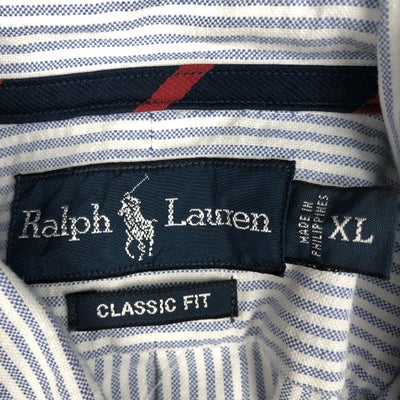 Ralph Lauren
MADE IN
PHILIPPINES
XL
CLASSIC FIT